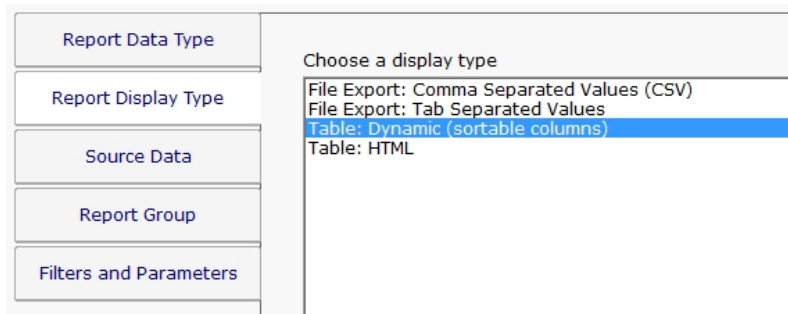 Report Data Type
Report Display Type
Source Data
Report Group
Filters and Parameters
Choose a display type
File Export: Comma Separated Values (CSV)
File Export: Tab Separated Values
Table: Dynamic (sortable columns)
Table: HTML